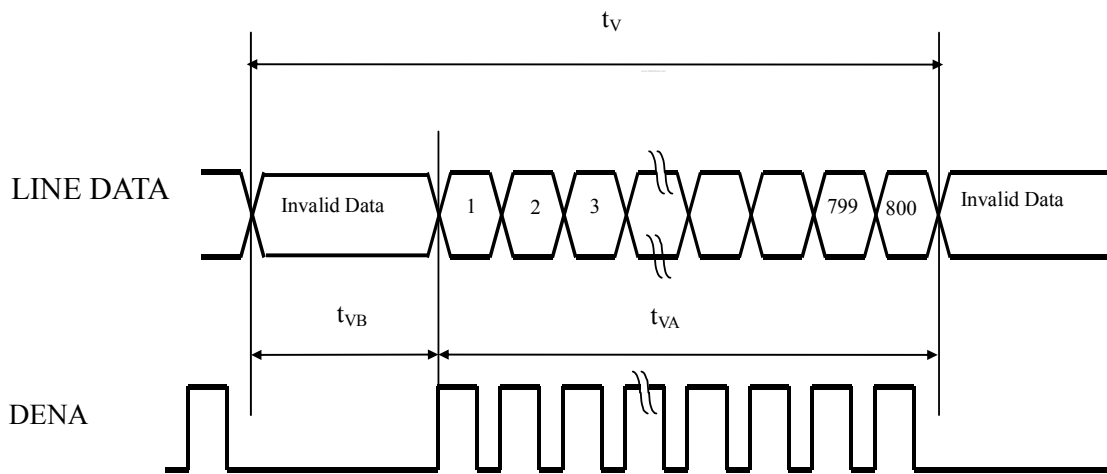 tV
LINE DATA
Invalid Data
1
2
3
799
800
Invalid Data
tVB
tVA
DENA